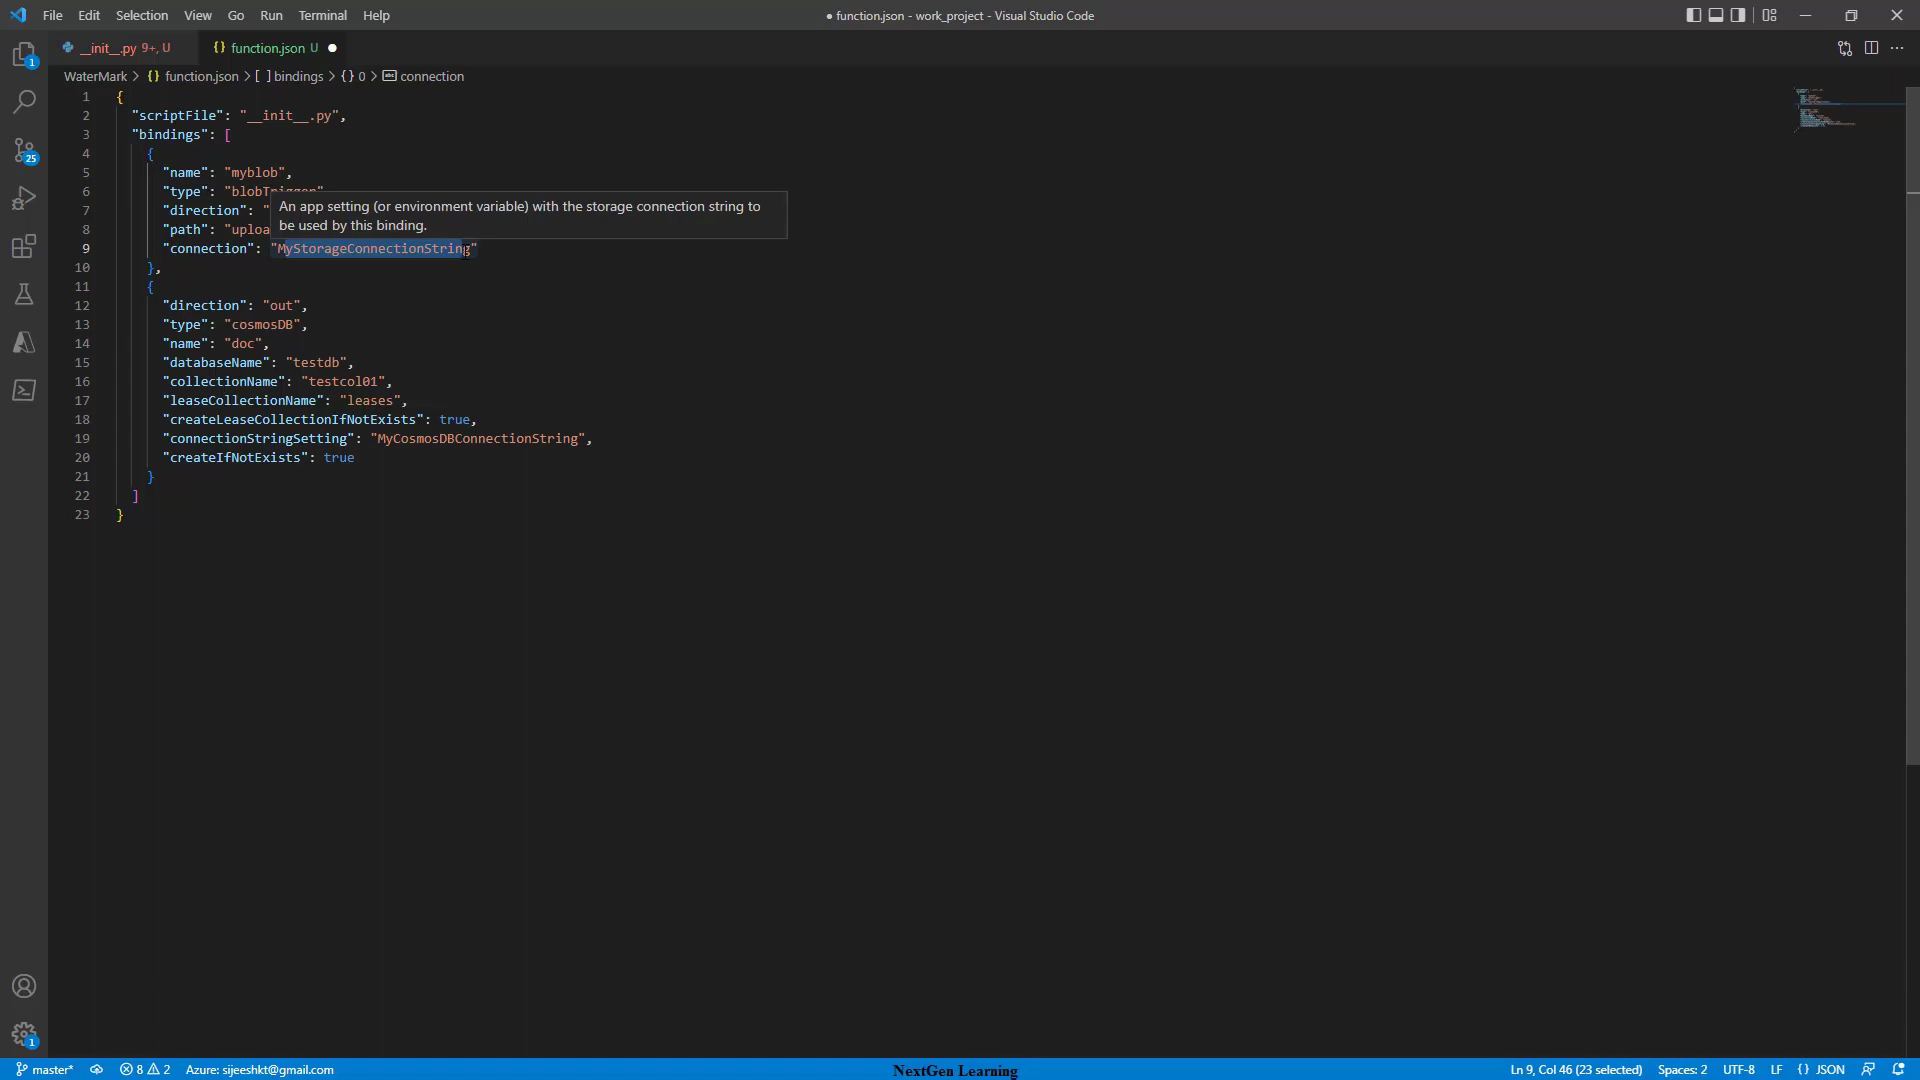 File Edit Selection View Go Run Terminal Help
● function.json - work_project - Visual Studio Code
__init__.py 9+, U
{} function.json U ●
WaterMark > {} function.json > [ ] bindings > {} 0 > connection
1 {
2 "scriptFile": "__init__.py",
3 "bindings": [
4 {
5 "name": "myblob",
6 "type": "blobTrigger",
An app setting (or environment variable) with the storage connection string to
be used by this binding.
7 "direction": "
8 "path": "uploa
9 "connection": "MyStorageConnectionString"
10 },
11 {
12 "direction": "out",
13 "type": "cosmosDB",
14 "name": "doc",
15 "databaseName": "testdb",
16 "collectionName": "testcol01",
17 "leaseCollectionName": "leases",
18 "createLeaseCollectionIfNotExists": true,
19 "connectionStringSetting": "MyCosmosDBConnectionString",
20 "createIfNotExists": true
21 }
22 ]
23 }
1
25
1
master* 8 2 Azure: sijeeshkt@gmail.com
NextGen Learning
Ln 9, Col 46 (23 selected) Spaces: 2 UTF-8 LF {} JSON